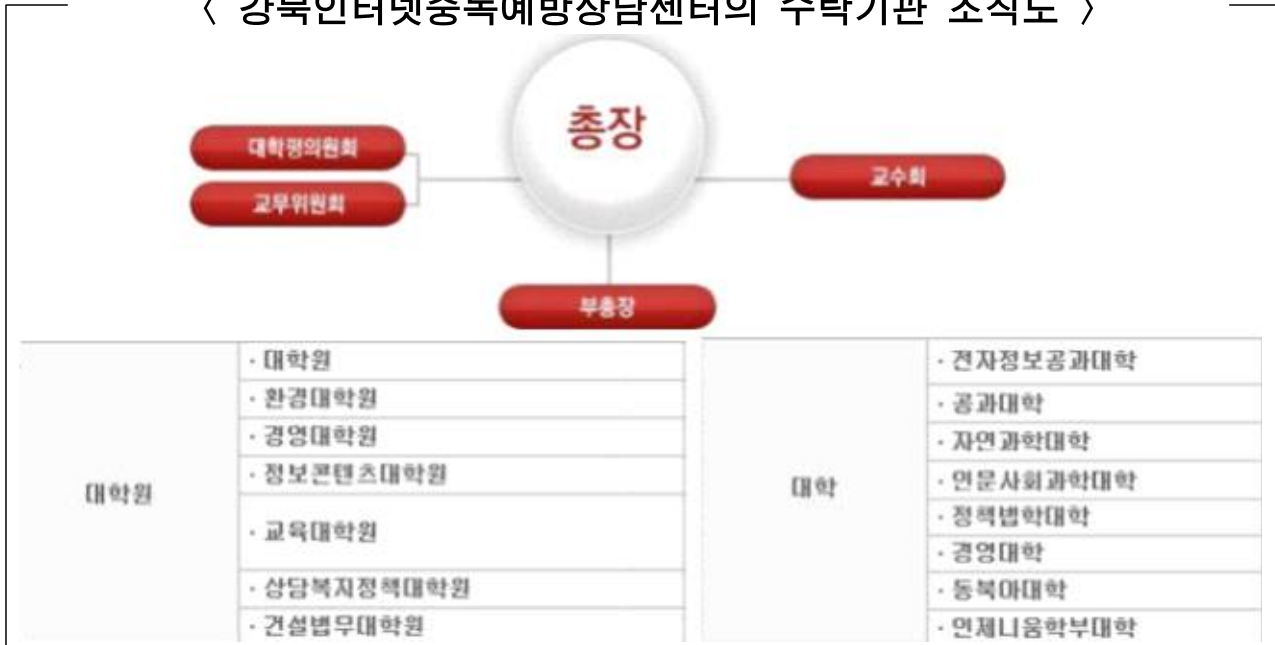 〈 강북인터넷중독예방상담센터의 수탁기관 조직도 〉
총장
대학평의원회
교무위원회
교수회
부총장
대학원
· 대학원
· 환경대학원
· 경영대학원
· 정보콘텐츠대학원
· 교육대학원
· 상담복지정책대학원
· 건설법무대학원
대학
· 전자정보공과대학
· 공과대학
· 자연과학대학
· 인문사회과학대학
· 정책법학대학
· 경영대학
· 동북아대학
· 인제니움학부대학